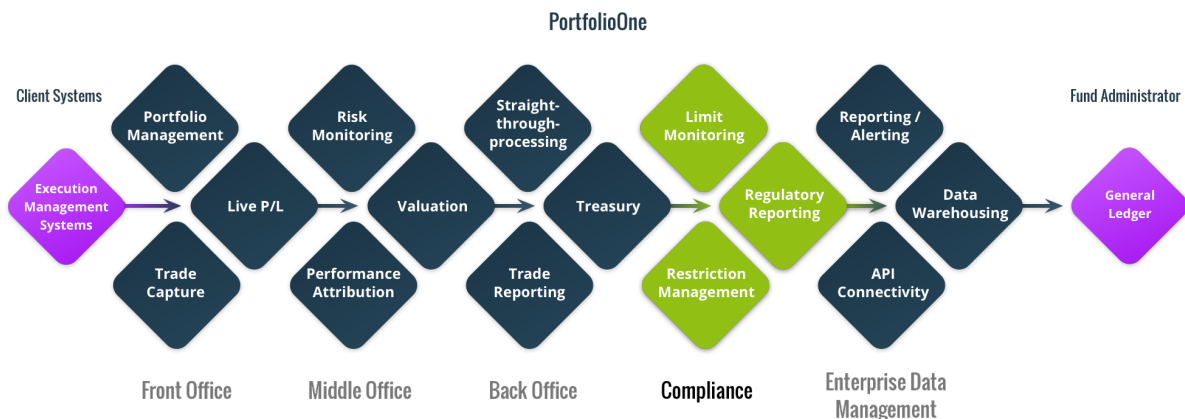 PortfolioOne
Client Systems
Fund Administrator
Execution
Management
Systems
Portfolio
Management
Live P/L
Trade
Capture
Risk
Monitoring
Valuation
Performance
Attribution
Straight-
through-
processing
Treasury
Trade
Reporting
Limit
Monitoring
Regulatory
Reporting
Restriction
Management
Reporting /
Alerting
Data
Warehousing
API
Connectivity
General
Ledger
Front Office
Middle Office
Back Office
Compliance
Enterprise Data
Management